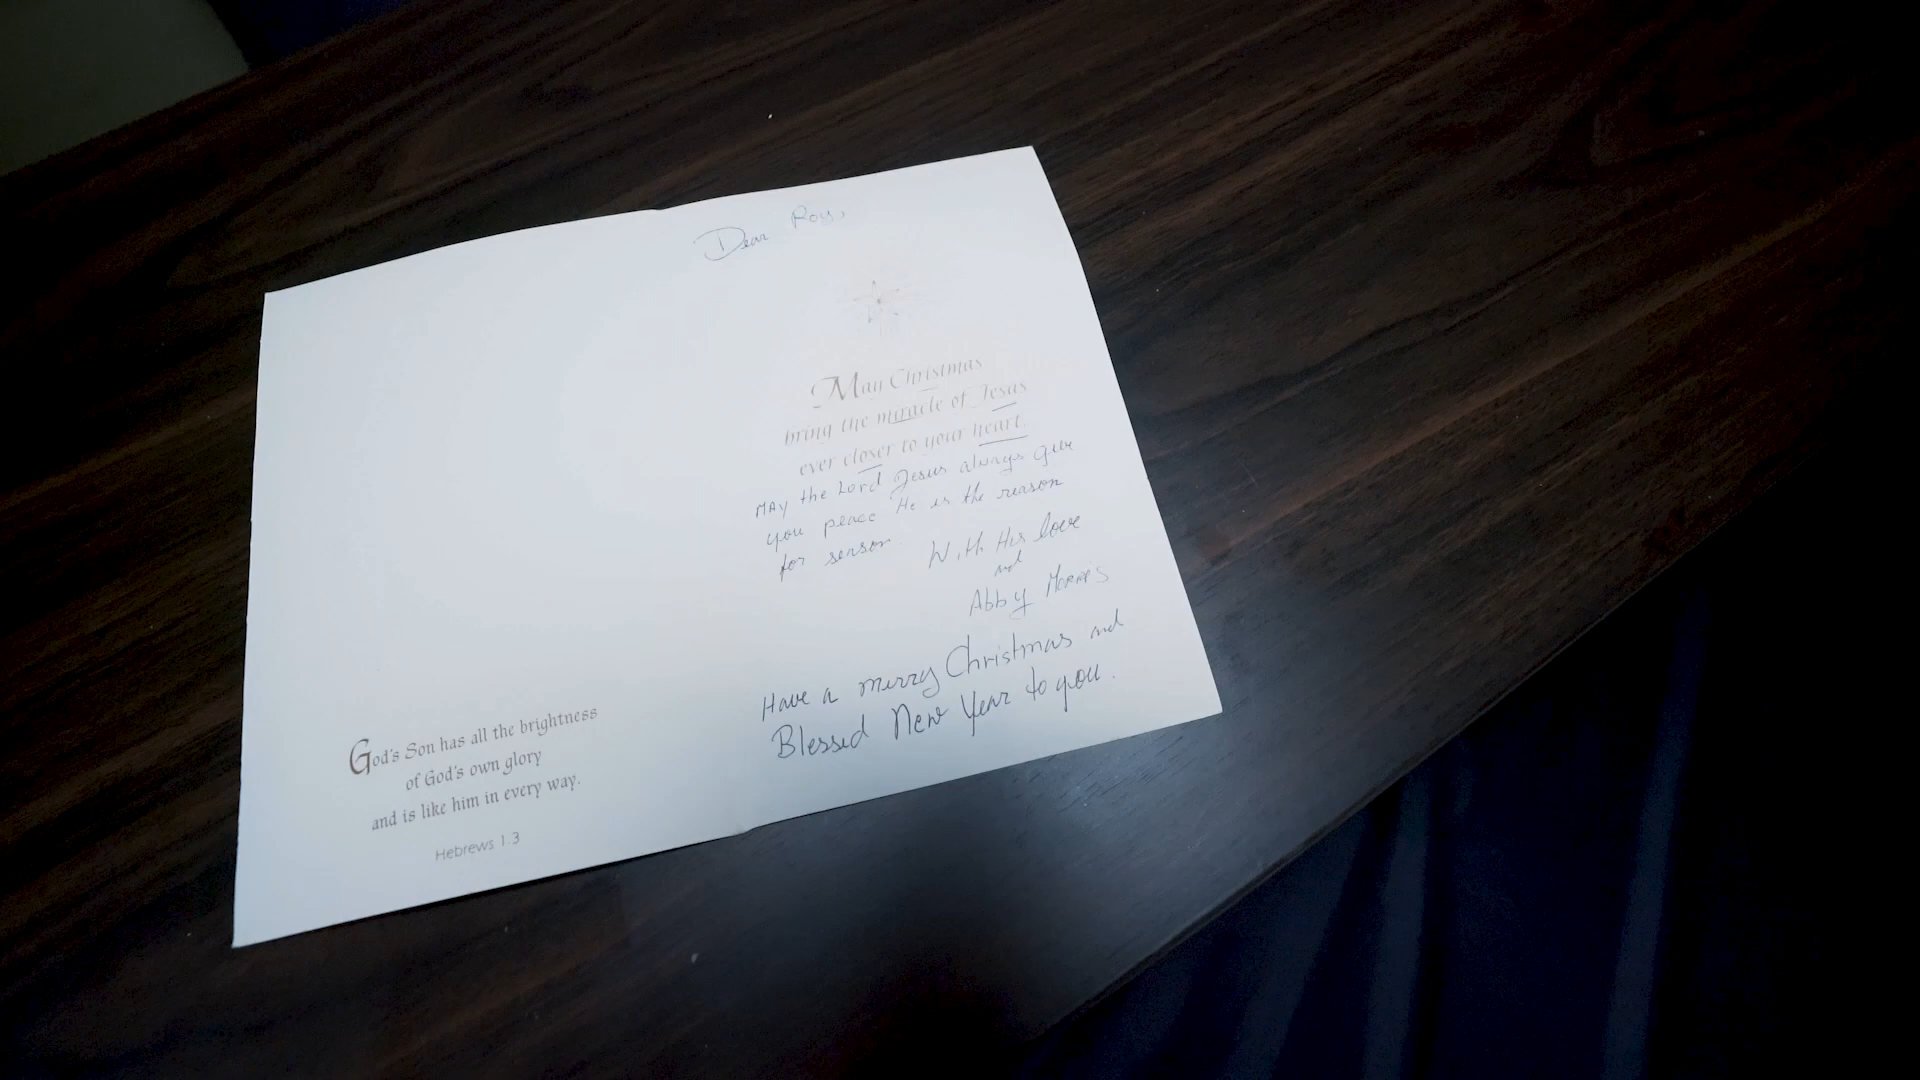 God's Son has all the brightness
of God's own glory
and is like him in every way.
Hebrews 1 3
Dear Roy,
May Christmas
bring the miracle of Jesus
ever closer to your heart.
MAY the Lord Jesus always give
you peace He is the reason
for season.
With His love
and
Abby Morris
Have a merry Christmas and
Blessed New Year to you.